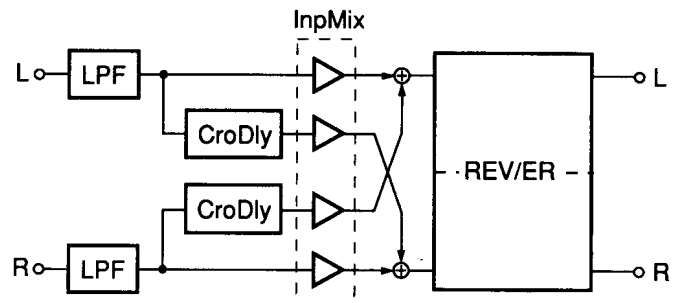 InpMix
L LPF L
CroDly
REV/ER
CroDly
R LPF R